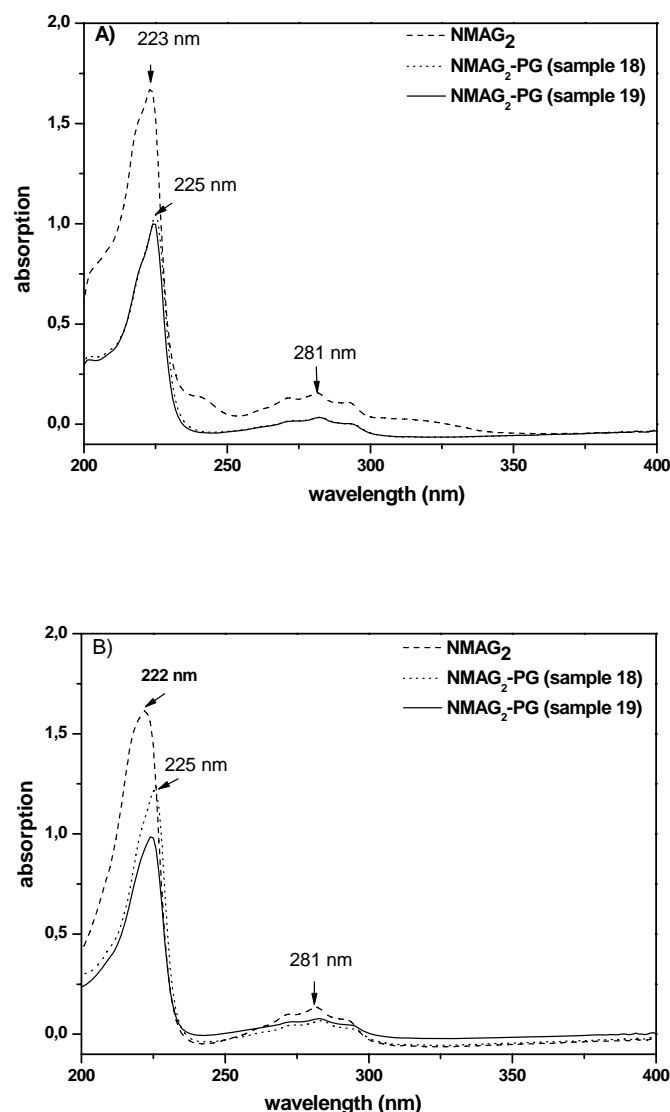 A)
223 nm
NMAG2
NMAG2-PG (sample 18)
NMAG2-PG (sample 19)
225 nm
281 nm
absorption
2,0
1,5
1,0
0,5
0,0
200 250 300 350 400
wavelength (nm)
B)
222 nm
NMAG2
NMAG2-PG (sample 18)
NMAG2-PG (sample 19)
225 nm
281 nm
absorption
2,0
1,5
1,0
0,5
0,0
200 250 300 350 400
wavelength (nm)